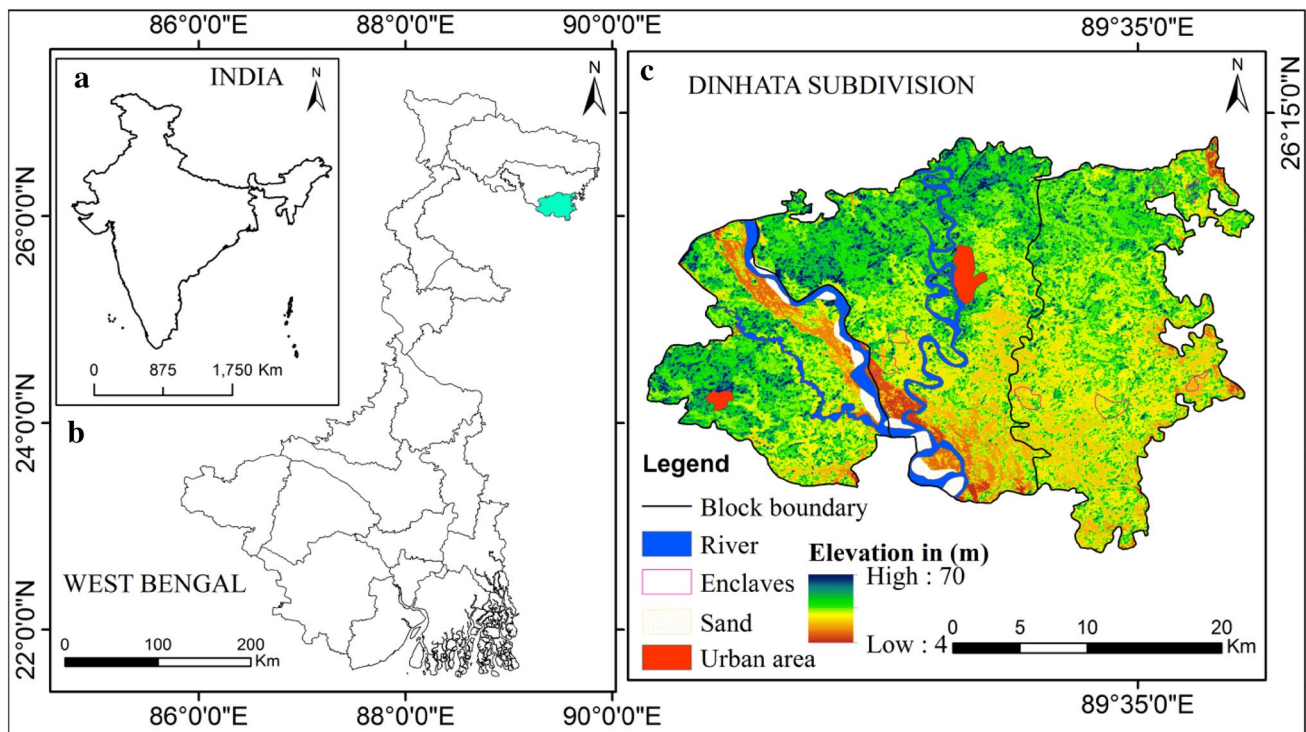 86°0'0"E
88°0'0"E
90°0'0"E
89°35'0"E
a
INDIA
N
0
875
1,750 Km
N
b
WEST BENGAL
0
100
200
Km
26°0'0"N
24°0'0"N
22°0'0"N
86°0'0"E
88°0'0"E
90°0'0"E
c
DINHATA SUBDIVISION
N
26°15'0"N
Legend
Block boundary
River
Enclaves
Sand
Urban area
Elevation in (m)
High : 70
Low : 4
0
5
10
20
Km
89°35'0"E